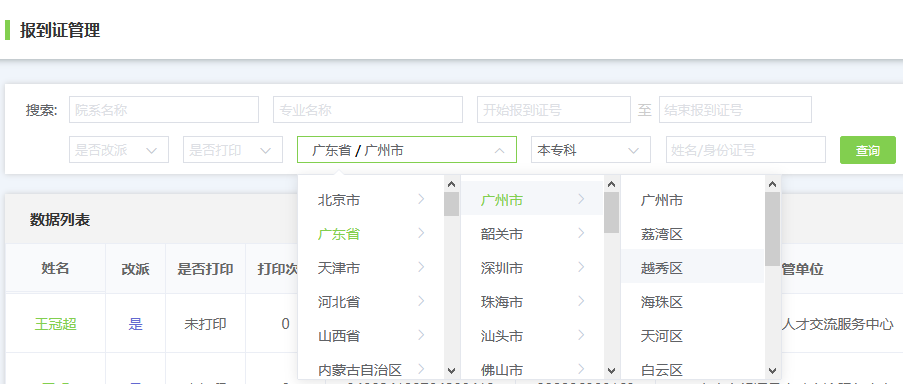 报到证管理
搜索: 院系名称 专业名称 开始报到证号 至 结束报到证号
是否改派 是否打印 广东省 / 广州市 本专科 姓名/身份证号 查询
北京市 广州市 广州市
数据列表 广东省 韶关市 荔湾区
姓名 改派 是否打印 打印次 天津市 深圳市 越秀区 管单位
河北省 珠海市 海珠区
王冠超 是 未打印 0 山西省 汕头市 天河区 人才交流服务中心
内蒙古自治区 佛山市 白云区